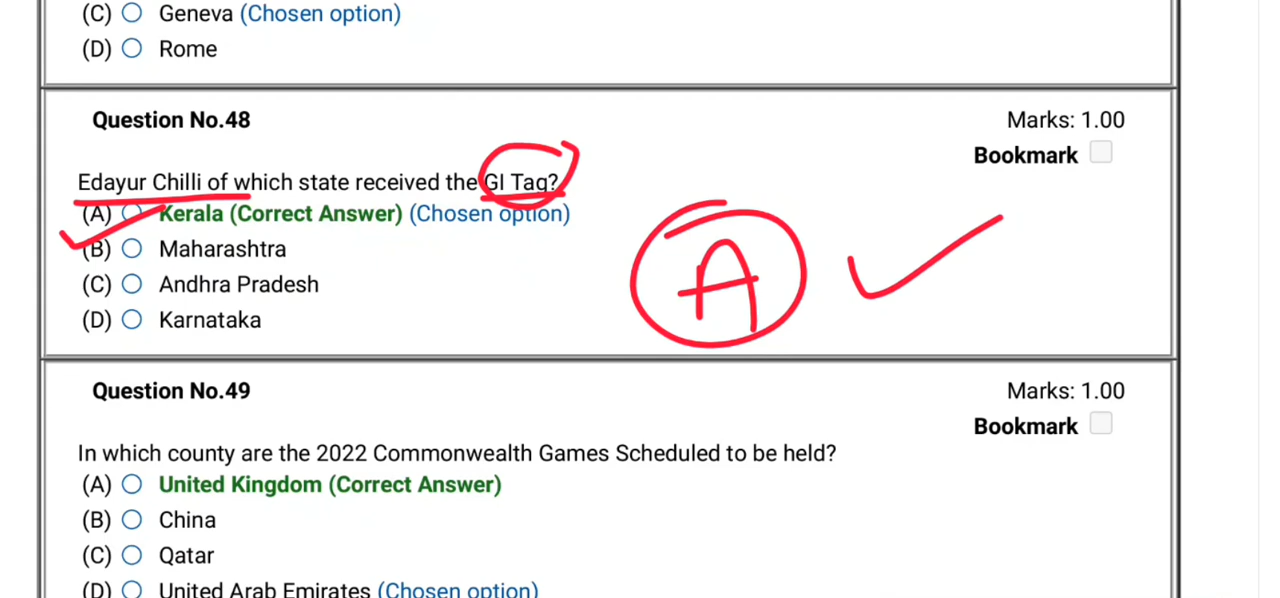 (C) Geneva (Chosen option)
(D) Rome
Question No.48
Marks: 1.00
Bookmark
Edayur Chilli of which state received the GI Tag?
(A) Kerala (Correct Answer) (Chosen option)
(B) Maharashtra
(C) Andhra Pradesh
(D) Karnataka
A
Question No.49
Marks: 1.00
Bookmark
In which county are the 2022 Commonwealth Games Scheduled to be held?
(A) United Kingdom (Correct Answer)
(B) China
(C) Qatar
(D) United Arab Emirates (Chosen option)